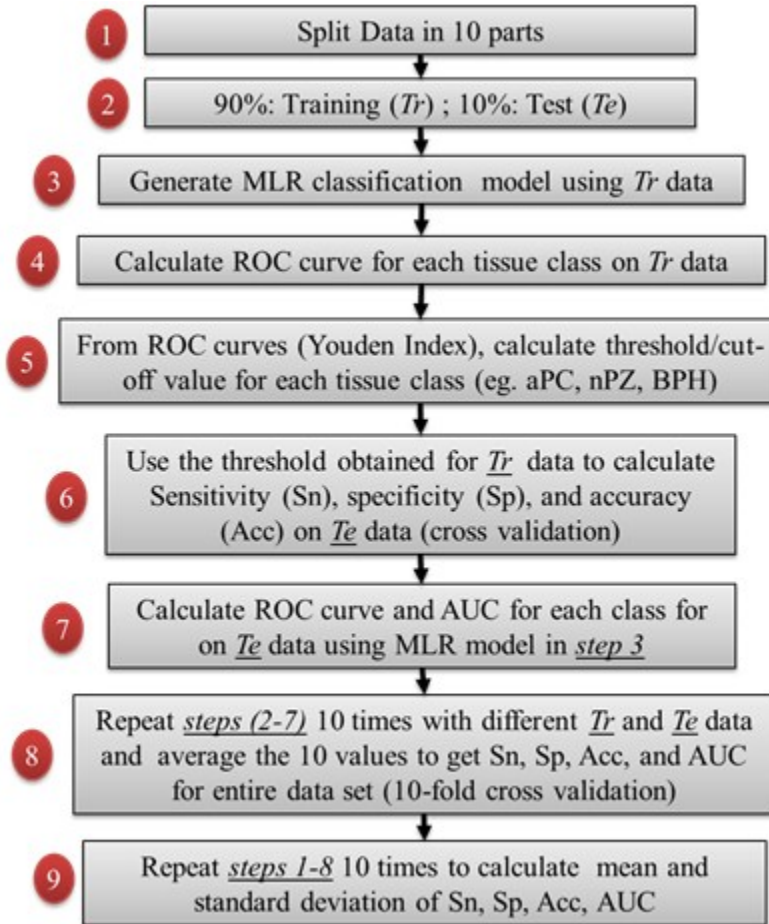 1
Split Data in 10 parts
2
90%: Training (Tr) ; 10%: Test (Te)
3
Generate MLR classification model using Tr data
4
Calculate ROC curve for each tissue class on Tr data
5
From ROC curves (Youden Index), calculate threshold/cut-
off value for each tissue class (eg. aPC, nPZ, BPH)
6
Use the threshold obtained for Tr data to calculate
Sensitivity (Sn), specificity (Sp), and accuracy
(Acc) on Te data (cross validation)
7
Calculate ROC curve and AUC for each class for
on Te data using MLR model in step 3
8
Repeat steps (2-7) 10 times with different Tr and Te data
and average the 10 values to get Sn, Sp, Acc, and AUC
for entire data set (10-fold cross validation)
9
Repeat steps 1-8 10 times to calculate mean and
standard deviation of Sn, Sp, Acc, AUC